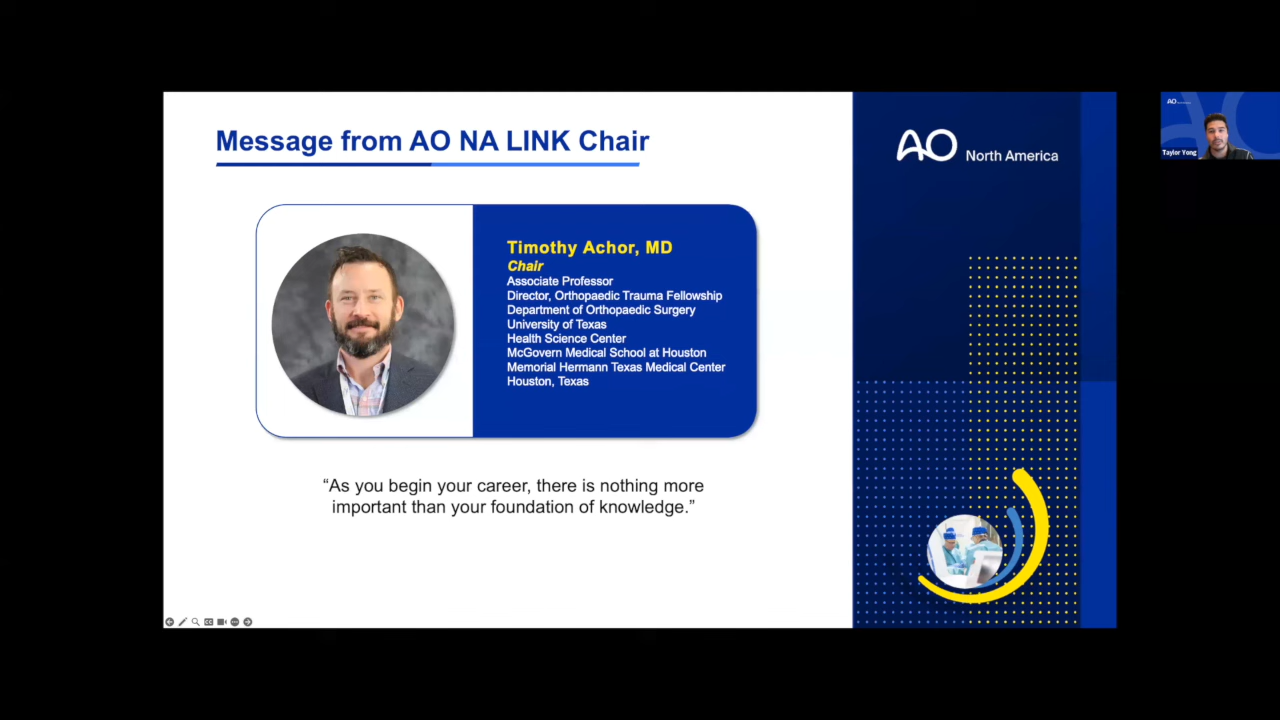 Message from AO NA LINK Chair
AO North America
Timothy Achor, MD
Chair
Associate Professor
Director, Orthopaedic Trauma Fellowship
Department of Orthopaedic Surgery
University of Texas
Health Science Center
McGovern Medical School at Houston
Memorial Hermann Texas Medical Center
Houston, Texas
“As you begin your career, there is nothing more
important than your foundation of knowledge.”
AO
Taylor Yong